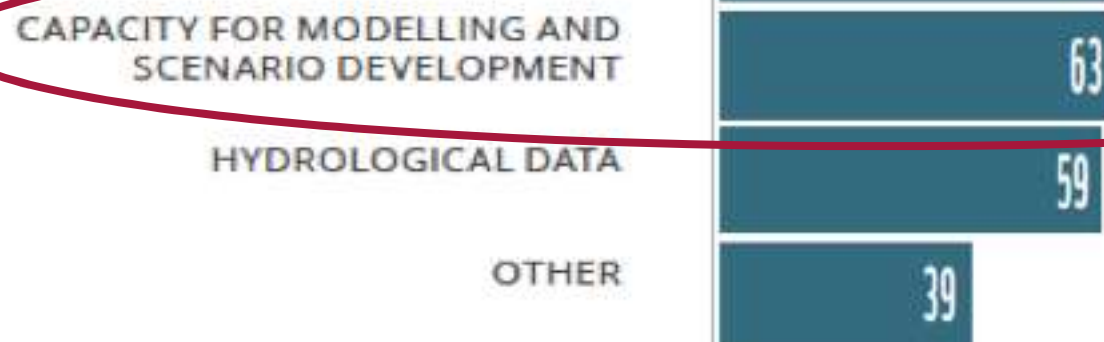 CAPACITY FOR MODELLING AND
SCENARIO DEVELOPMENT
63
HYDROLOGICAL DATA
59
OTHER
39